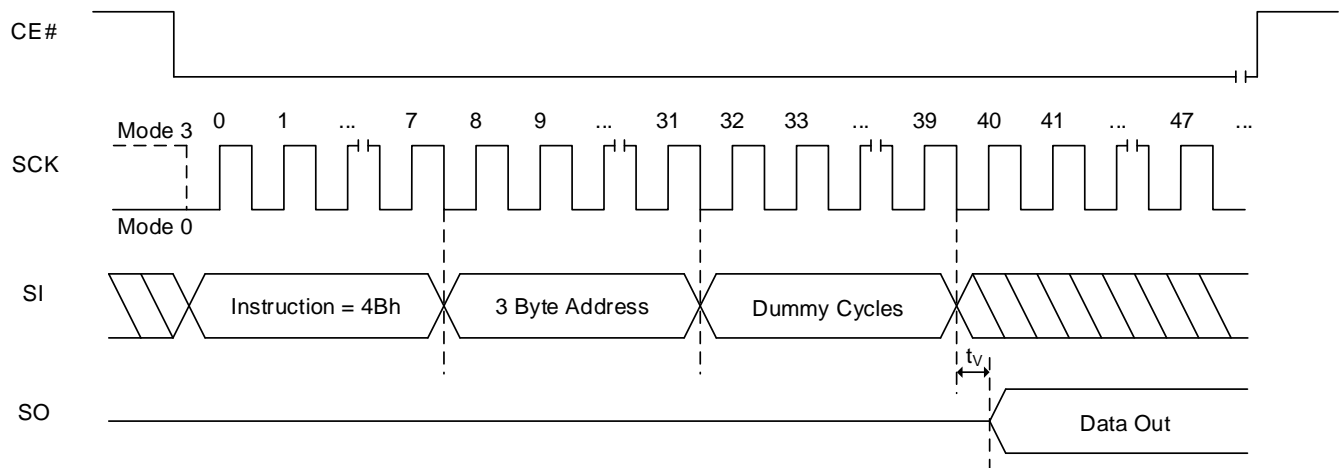 CE#
0 1 ... 7 8 9 ... 31 32 33 ... 39 40 41 ... 47 ...
Mode 3
SCK
Mode 0
SI Instruction = 4Bh 3 Byte Address Dummy Cycles
tV
SO Data Out